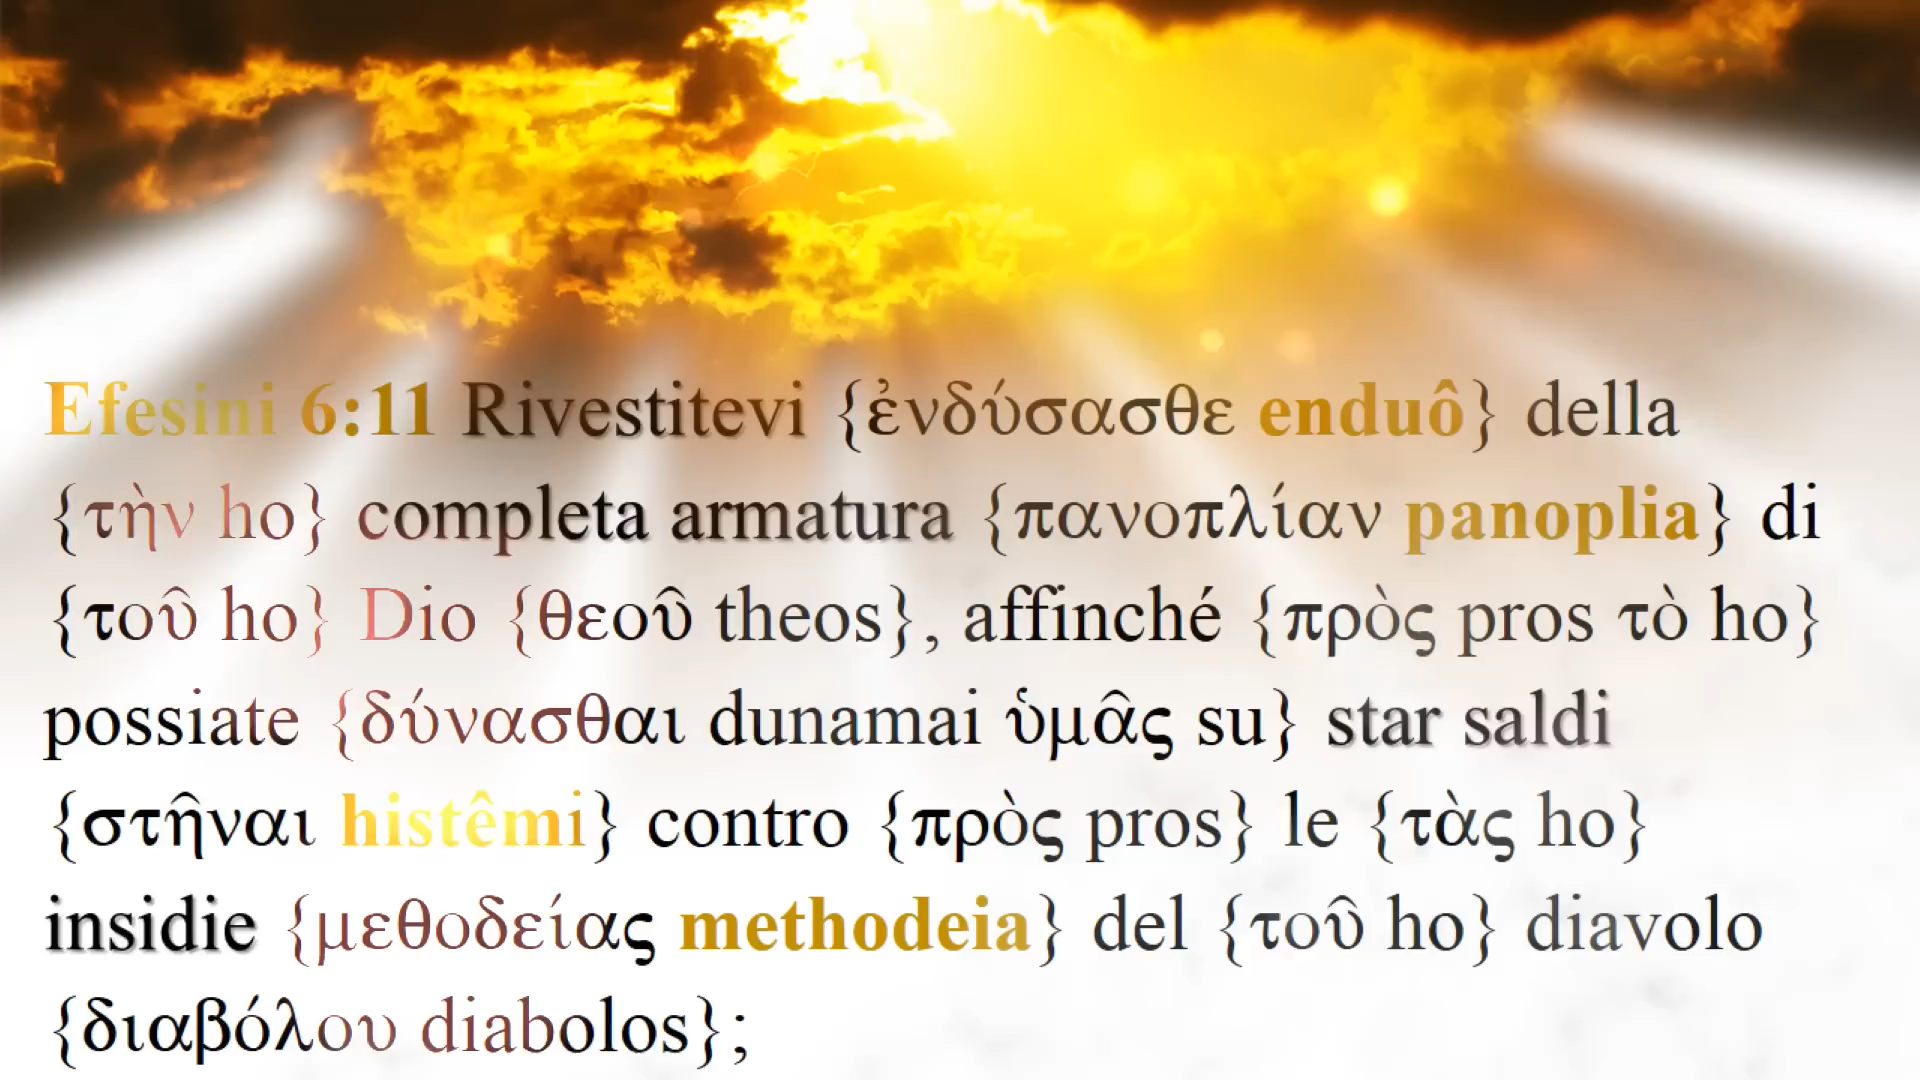 Efesini 6:11 Rivestitevi {ἐνδύσασθε enduô} della
{τὴν ho} completa armatura {πανοπλίαν panoplia} di
{τοῦ ho} Dio {θεοῦ theos}, affinché {πρὸς pros τὸ ho}
possiate {δύνασθαι dunamai ὑμᾶς su} star saldi
{στῆναι histêmi} contro {πρὸς pros} le {τὰς ho}
insidie {μεθοδείας methodeia} del {τοῦ ho} diavolo
{διαβόλου diabolos};